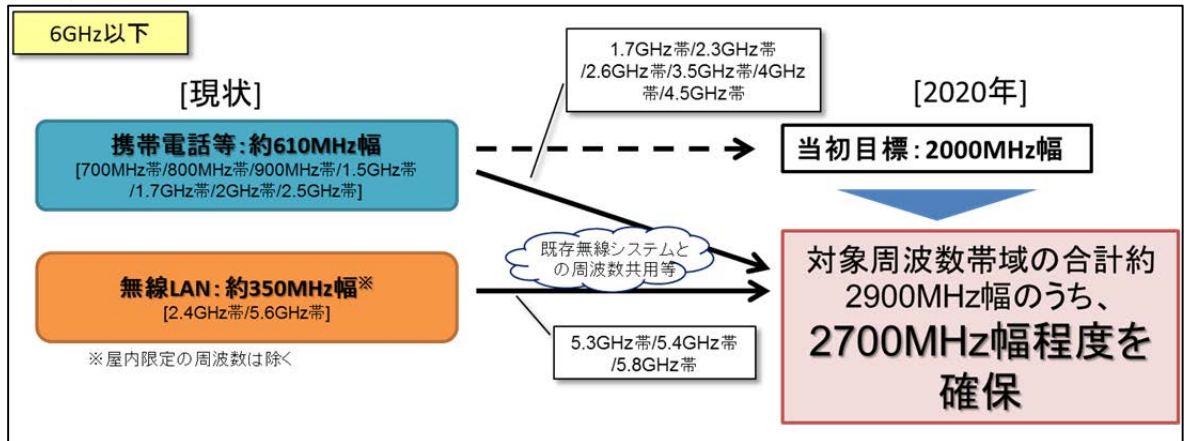 6GHz以下
[現状]
携帯電話等:約610MHz幅
[700MHz帯/800MHz帯/900MHz帯/1.5GHz帯
/1.7GHz帯/2GHz帯/2.5GHz帯]
無線LAN:約350MHz幅※
[2.4GHz帯/5.6GHz帯]
※屋内限定の周波数は除く
1.7GHz帯/2.3GHz帯
/2.6GHz帯/3.5GHz帯/4GHz
帯/4.5GHz帯
既存無線システムと
の周波数共用等
5.3GHz帯/5.4GHz帯
/5.8GHz帯
[2020年]
当初目標:2000MHz幅
対象周波数帯域の合計約
2900MHz幅のうち、
2700MHz幅程度を
確保